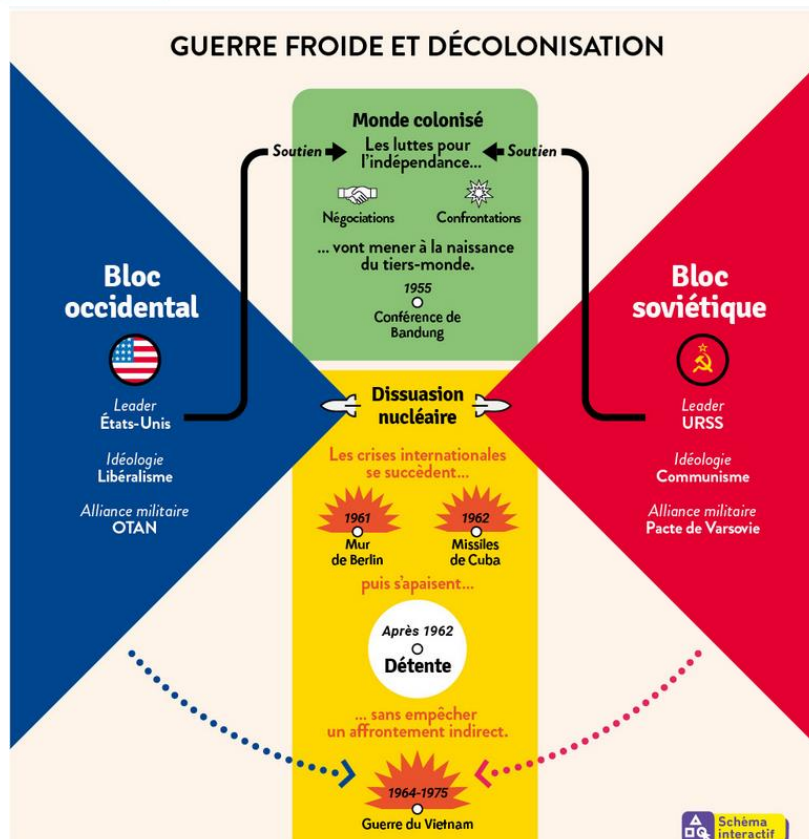 GUERRE FROIDE ET DÉCOLONISATION
Monde colonisé
Soutien
Les luttes pour
l'indépendance...
Soutien
Négociations
Confrontations
... vont mener à la naissance
du tiers-monde.
1955
Conférence de
Bandung
Bloc
occidental
Leader
États-Unis
Idéologie
Libéralisme
Alliance militaire
OTAN
Bloc
soviétique
Leader
URSS
Idéologie
Communisme
Alliance militaire
Pacte de Varsovie
Dissuasion
nucléaire
Les crises internationales
se succèdent...
1961
Mur
de Berlin
1962
Missiles
de Cuba
puis s'apaisent...
Après 1962
Détente
... sans empêcher
un affrontement indirect.
1964-1975
Guerre du Vietnam
Schèma
interactif